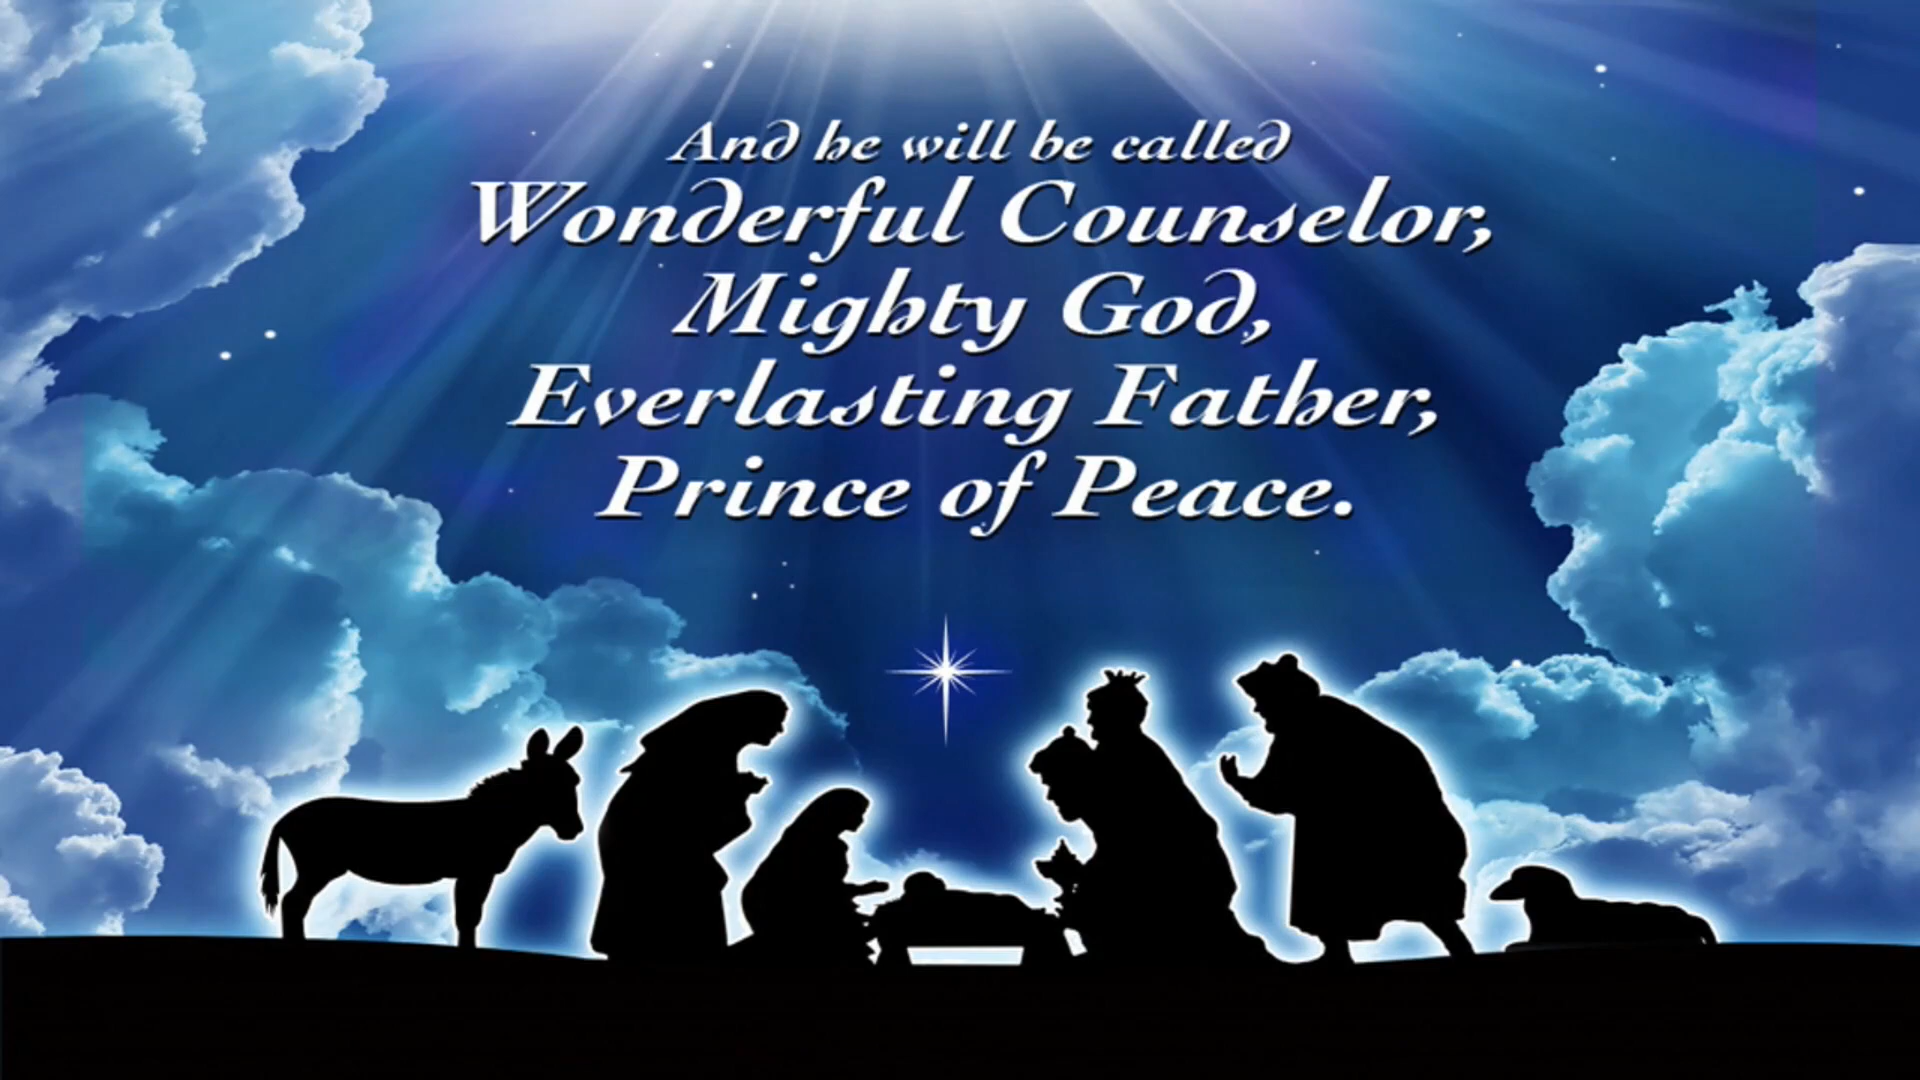 And he will be called
Wonderful Counselor,
Mighty God,
Everlasting Father,
Prince of Peace.